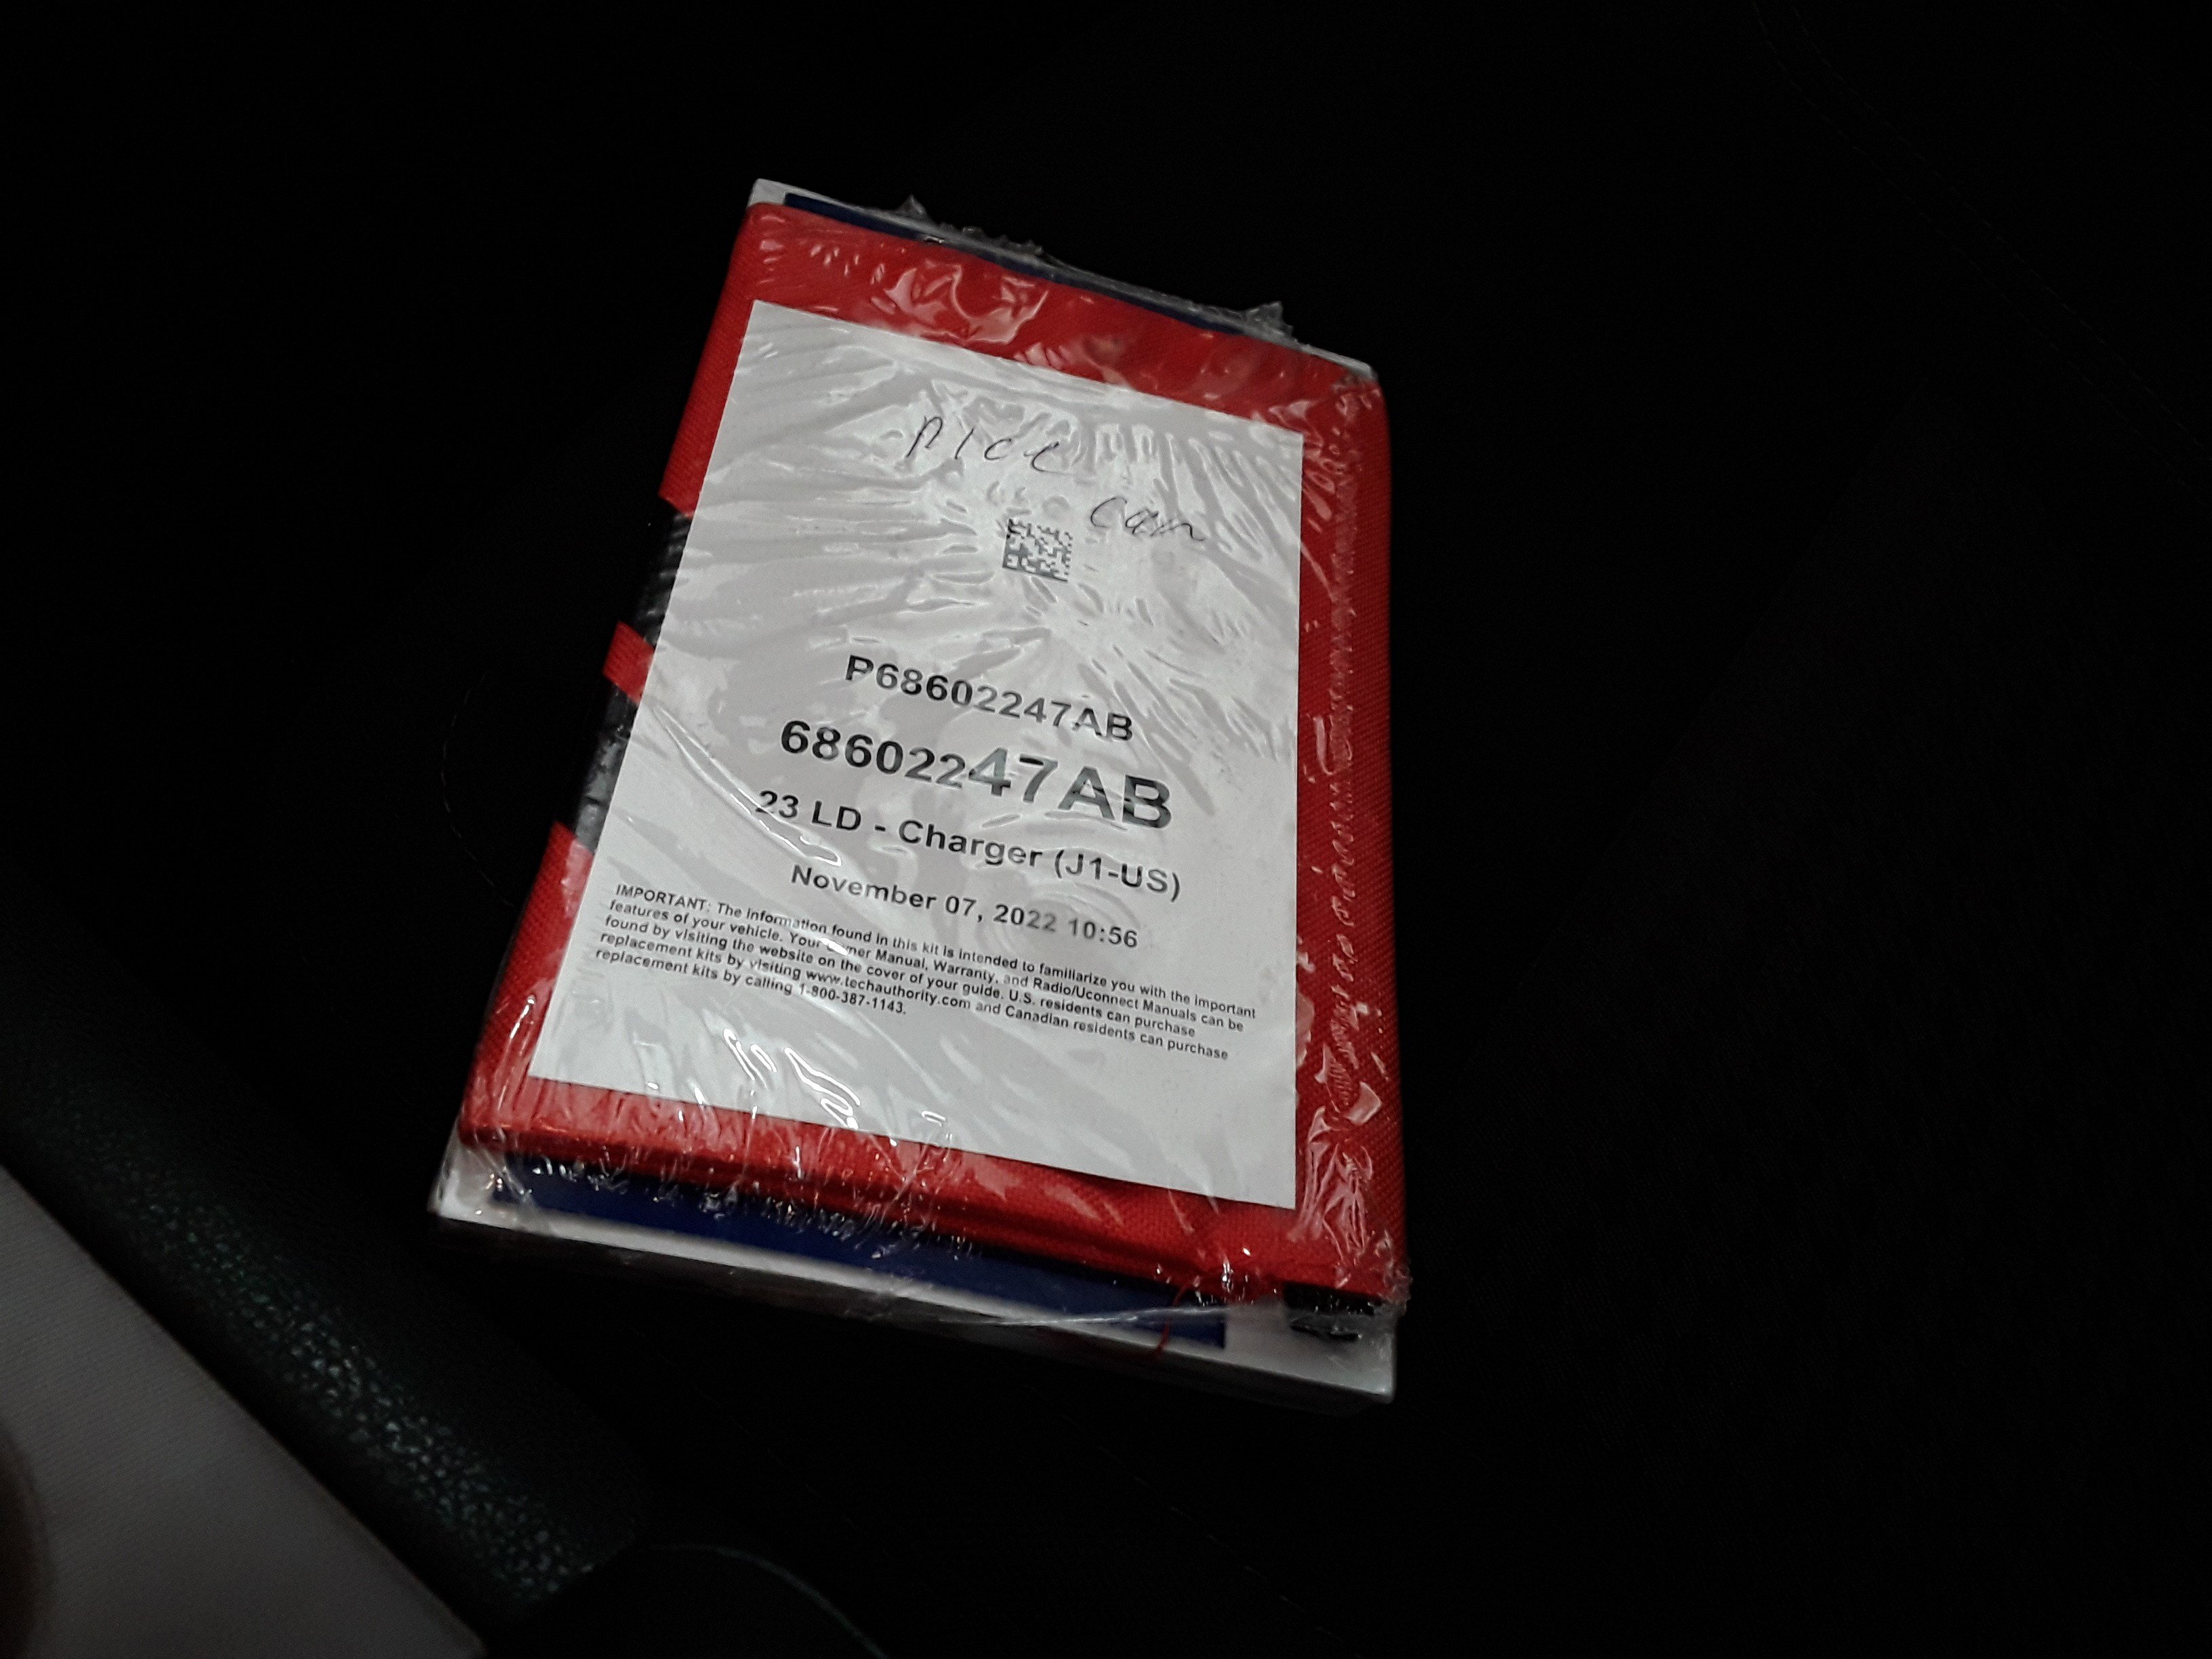 nice
can
P68602247AB
68602247AB
23 LD - Charger (J1-US)
November 07, 2022 10:56
IMPORTANT: The information found in this kit is intended to familiarize you with the important
features of your vehicle. Your Owner Manual, Warranty, and Radio/Uconnect Manuals can be
found by visiting the website on the cover of your guide. U.S. residents can purchase
replacement kits by visiting www.techauthority.com and Canadian residents can purchase
replacement kits by calling 1-800-387-1143.